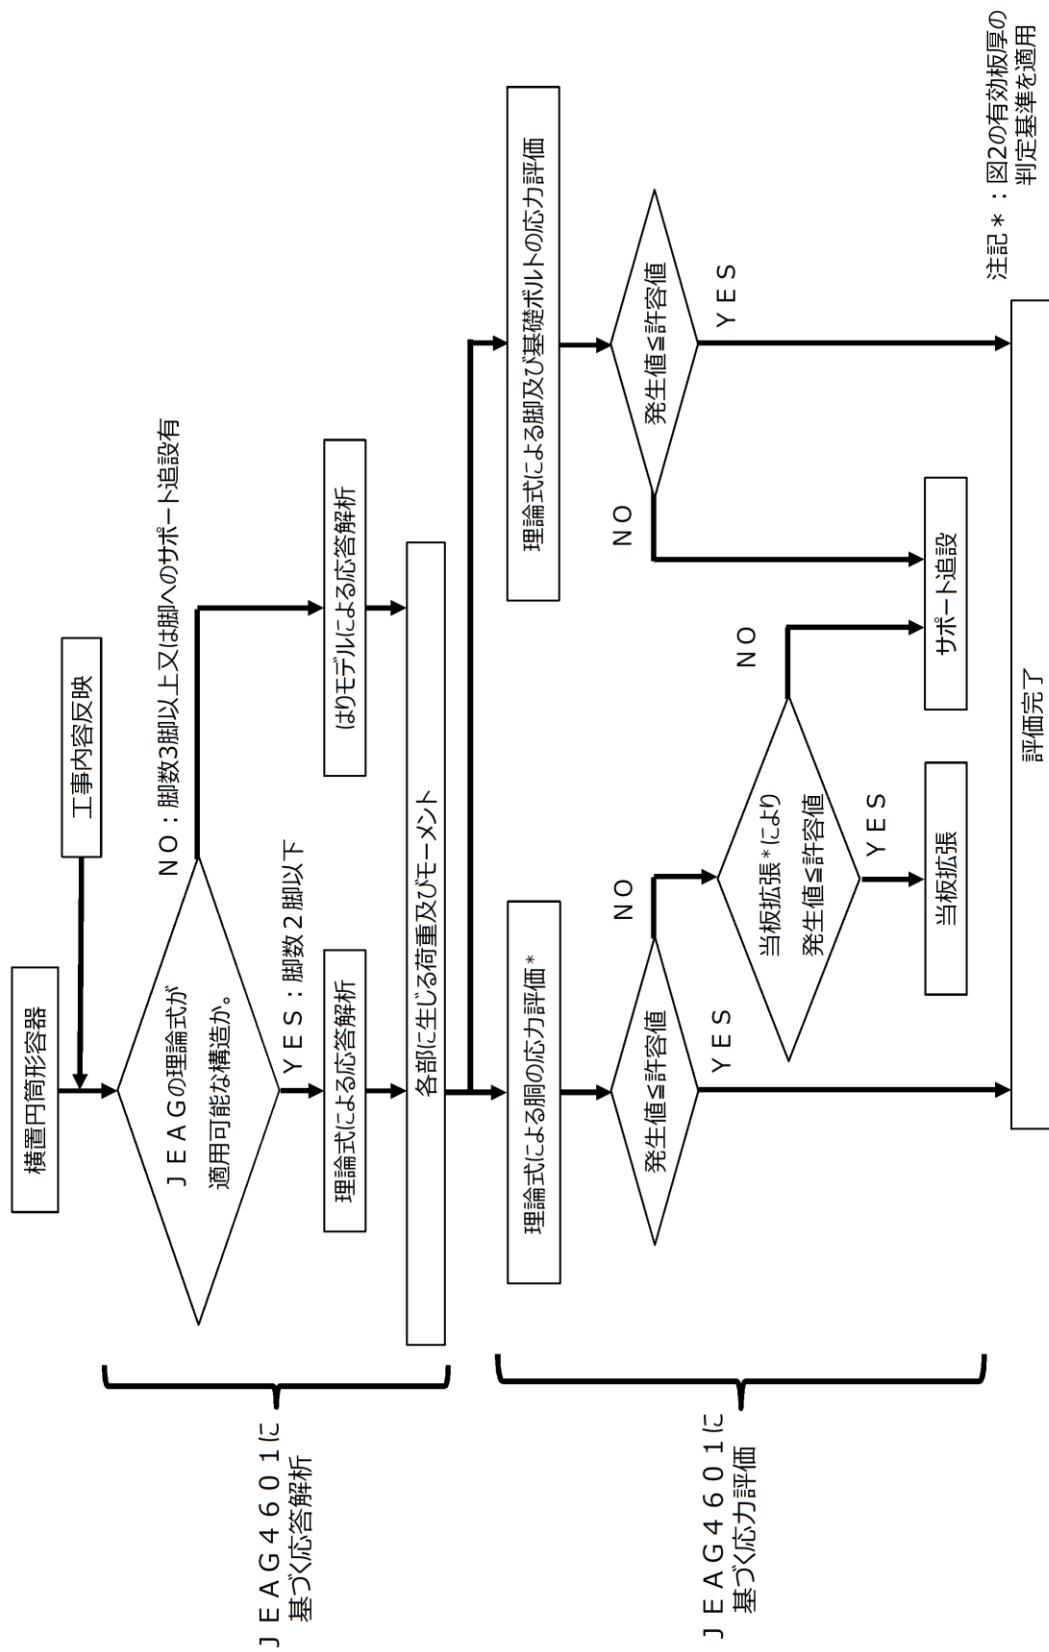 横置円筒形容器
工事内容反映
JEAGの理論式が
適用可能な構造か。
NO:脚数3脚以上又は脚へのサポート追設有
YES:脚数2脚以下
理論式による応答解析
はりモデルによる応答解析
各部に生じる荷重及びモーメント
JEAG4601に
基づく応答解析
理論式による胴の応力評価*
理論式による脚及び基礎ボルトの応力評価
発生値≦許容値
NO
YES
発生値≦許容値
NO
YES
当板拡張*により
発生値≦許容値
NO
YES
当板拡張
サポート追設
JEAG4601に
基づく応力評価
評価完了
注記*:図2の有効板厚の
判定基準を適用